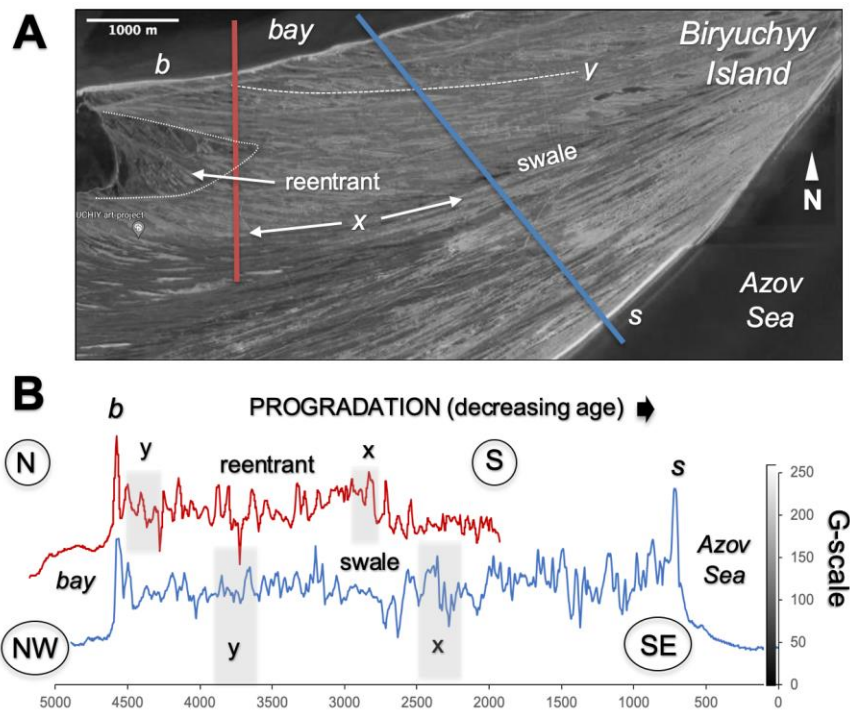 A
1000 m
bay
b
Biryuchyy
Island
y
swale
reentrant
N
UCHIY art-project
x
s
Azov
Sea
B
b
PROGRADATION (decreasing age)
N
y
reentrant
x
S
s
250
200
150
100
50
0
G-scale
bay
swale
Azov
Sea
NW
y
x
SE
5000 4500 4000 3500 3000 2500 2000 1500 1000 500 0